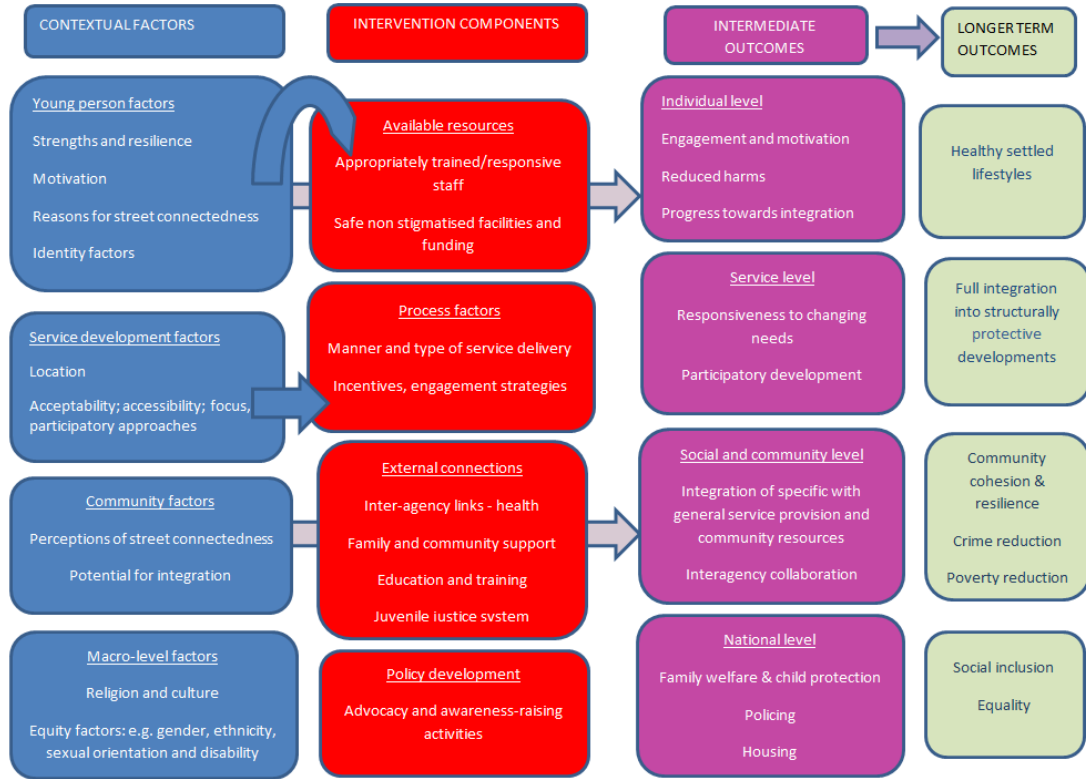 CONTEXTUAL FACTORS
Young person factors
Strengths and resilience
Motivation
Reasons for street connectedness
Identity factors
Service development factors
Location
Acceptability; accessibility; focus,
participatory approaches
Community factors
Perceptions of street connectedness
Potential for integration
Macro-level factors
Religion and culture
Equity factors: e.g. gender, ethnicity,
sexual orientation and disability
INTERVENTION COMPONENTS
Available resources
Appropriately trained/responsive
staff
Safe non stigmatised facilities and
funding
Process factors
Manner and type of service delivery
Incentives, engagement strategies
External connections
Inter-agency links - health
Family and community support
Education and training
Juvenile justice system
Policy development
Advocacy and awareness-raising
activities
INTERMEDIATE
OUTCOMES
Individual level
Engagement and motivation
Reduced harms
Progress towards integration
Service level
Responsiveness to changing
needs
Participatory development
Social and community level
Integration of specific with
general service provision and
community resources
Interagency collaboration
National level
Family welfare & child protection
Policing
Housing
LONGER TERM
OUTCOMES
Healthy settled
lifestyles
Full integration
into structurally
protective
developments
Community
cohesion &
resilience
Crime reduction
Poverty reduction
Social inclusion
Equality